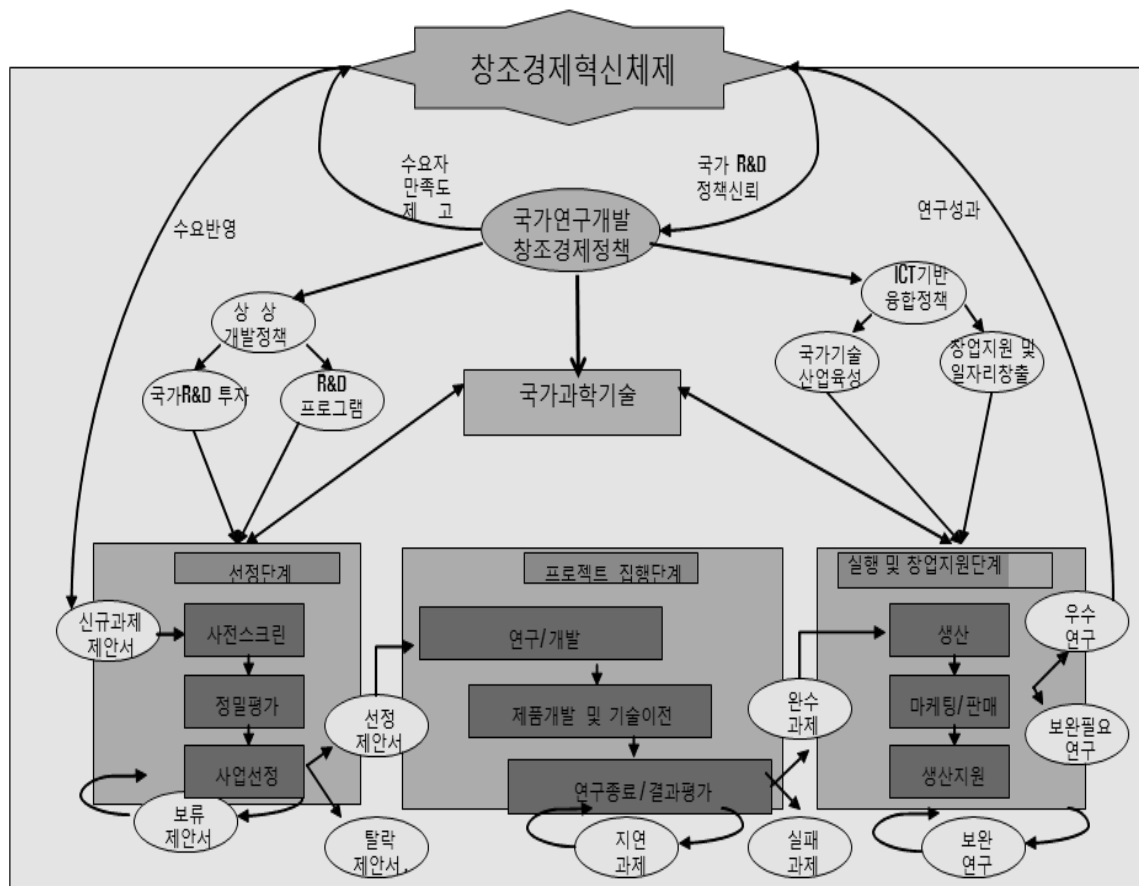 창조경제혁신체제
수요자
만족도
제 고
국가 R&D
정책신뢰
수요반영
연구성과
국가연구개발
창조경제정책
상 상
개발정책
ICT기반
융합정책
국가R&D 투자
R&D
프로그램
국가과학기술
국가기술
산업육성
창업지원 및
일자리창출
선정단계
프로젝트 집행단계
실행 및 창업지원단계
신규과제
제안서
사전스크린
정밀평가
사업선정
보류
제안서
선정
제안서
탈락
제안서.
연구/개발
제품개발 및 기술이전
연구종료/결과평가
지연
과제
완수
과제
실패
과제
생산
마케팅/판매
생산지원
우수
연구
보완필요
연구
보완
연구